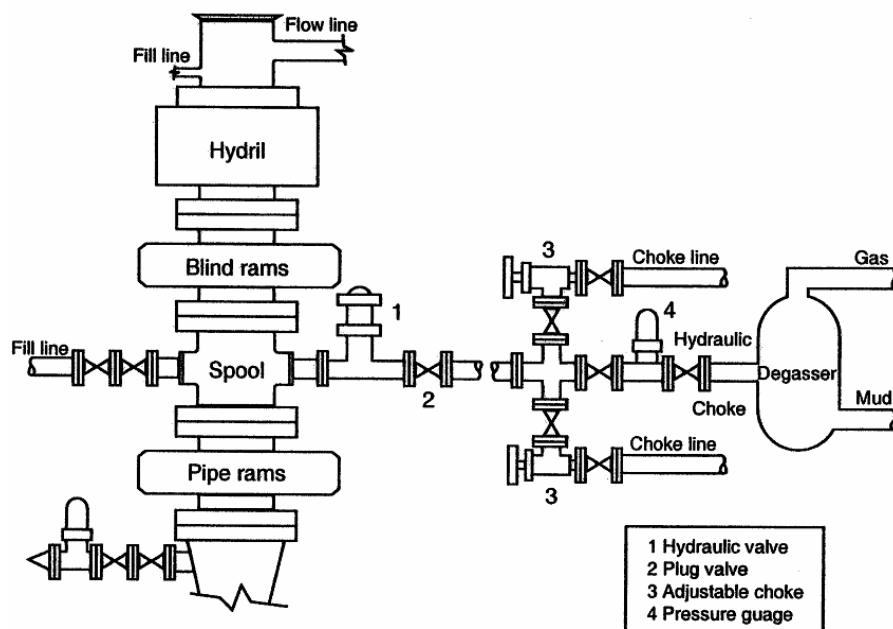 Flow line
Fill line
Hydril
Blind rams
1
3
Choke line
4
Gas
Fill line
Spool
2
Hydraulic
Degasser
Choke
Mud
Pipe rams
Choke line
3
1 Hydraulic valve
2 Plug valve
3 Adjustable choke
4 Pressure guage